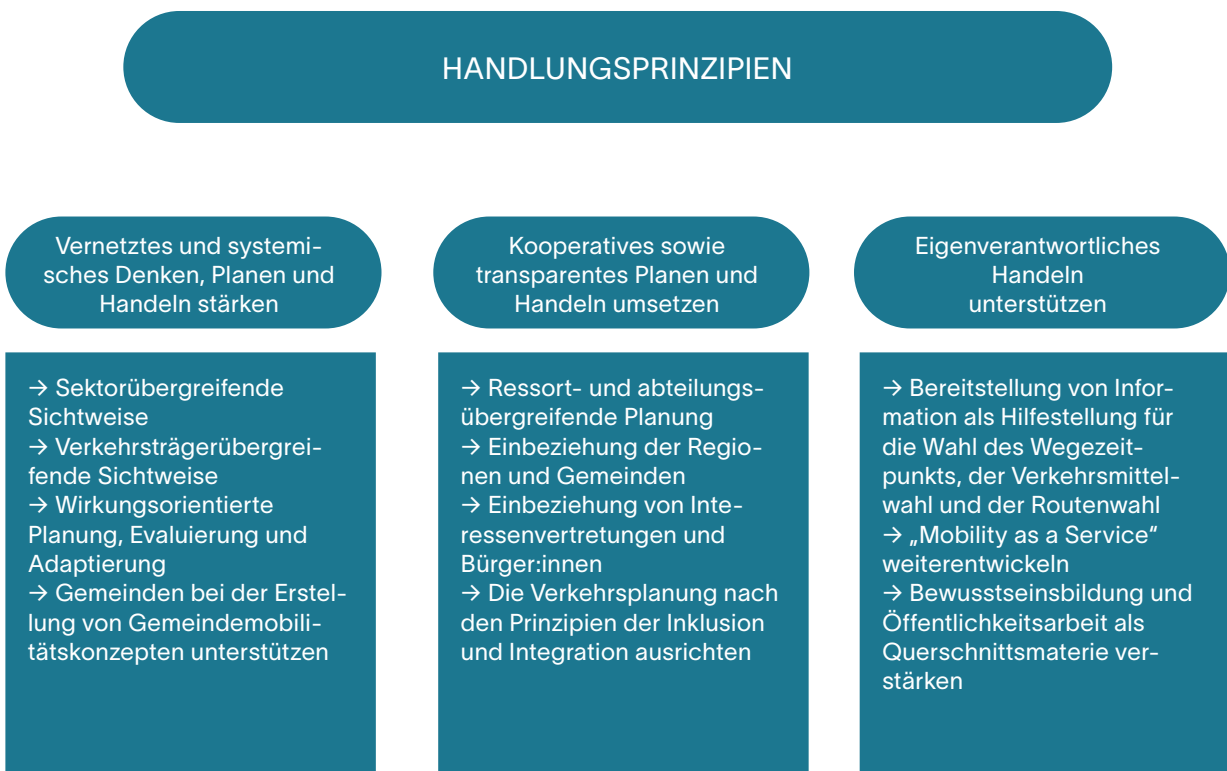 HANDLUNGSPRINZIPIEN
Vernetztes und systemi-
sches Denken, Planen und
Handeln stärken
→ Sektorübergreifende
Sichtweise
→ Verkehrsträgerübergrei-
fende Sichtweise
→ Wirkungsorientierte
Planung, Evaluierung und
Adaptierung
→ Gemeinden bei der Erstel-
lung von Gemeindemobili-
tätskonzepten unterstützen
Kooperatives sowie
transparentes Planen und
Handeln umsetzen
→ Ressort- und abteilungs-
übergreifende Planung
→ Einbeziehung der Regio-
nen und Gemeinden
→ Einbeziehung von Inte-
ressenvertretungen und
Bürger:innen
→ Die Verkehrsplanung nach
den Prinzipien der Inklusion
und Integration ausrichten
Eigenverantwortliches
Handeln
unterstützen
→ Bereitstellung von Infor-
mation als Hilfestellung für
die Wahl des Wegezeit-
punkts, der Verkehrsmittel-
wahl und der Routenwahl
→ „Mobility as a Service“
weiterentwickeln
→ Bewusstseinsbildung und
Öffentlichkeitsarbeit als
Querschnittsmaterie ver-
stärken